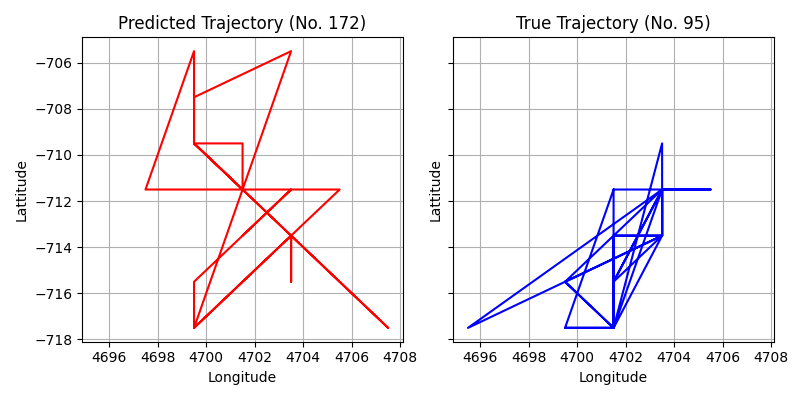 Predicted Trajectory (No. 172)
True Trajectory (No. 95)
−706
−708
−710
−712
−714
−716
−718
Lattitude
Lattitude
4696 4698 4700 4702 4704 4706 4708
4696 4698 4700 4702 4704 4706 4708
Longitude
Longitude